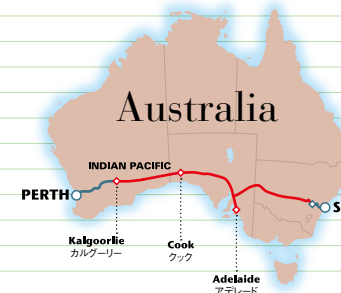 Australia
INDIAN PACIFIC
PERTH
S
Kalgoorlie
カルグーリー
Cook
クック
Adelaide
アデレード